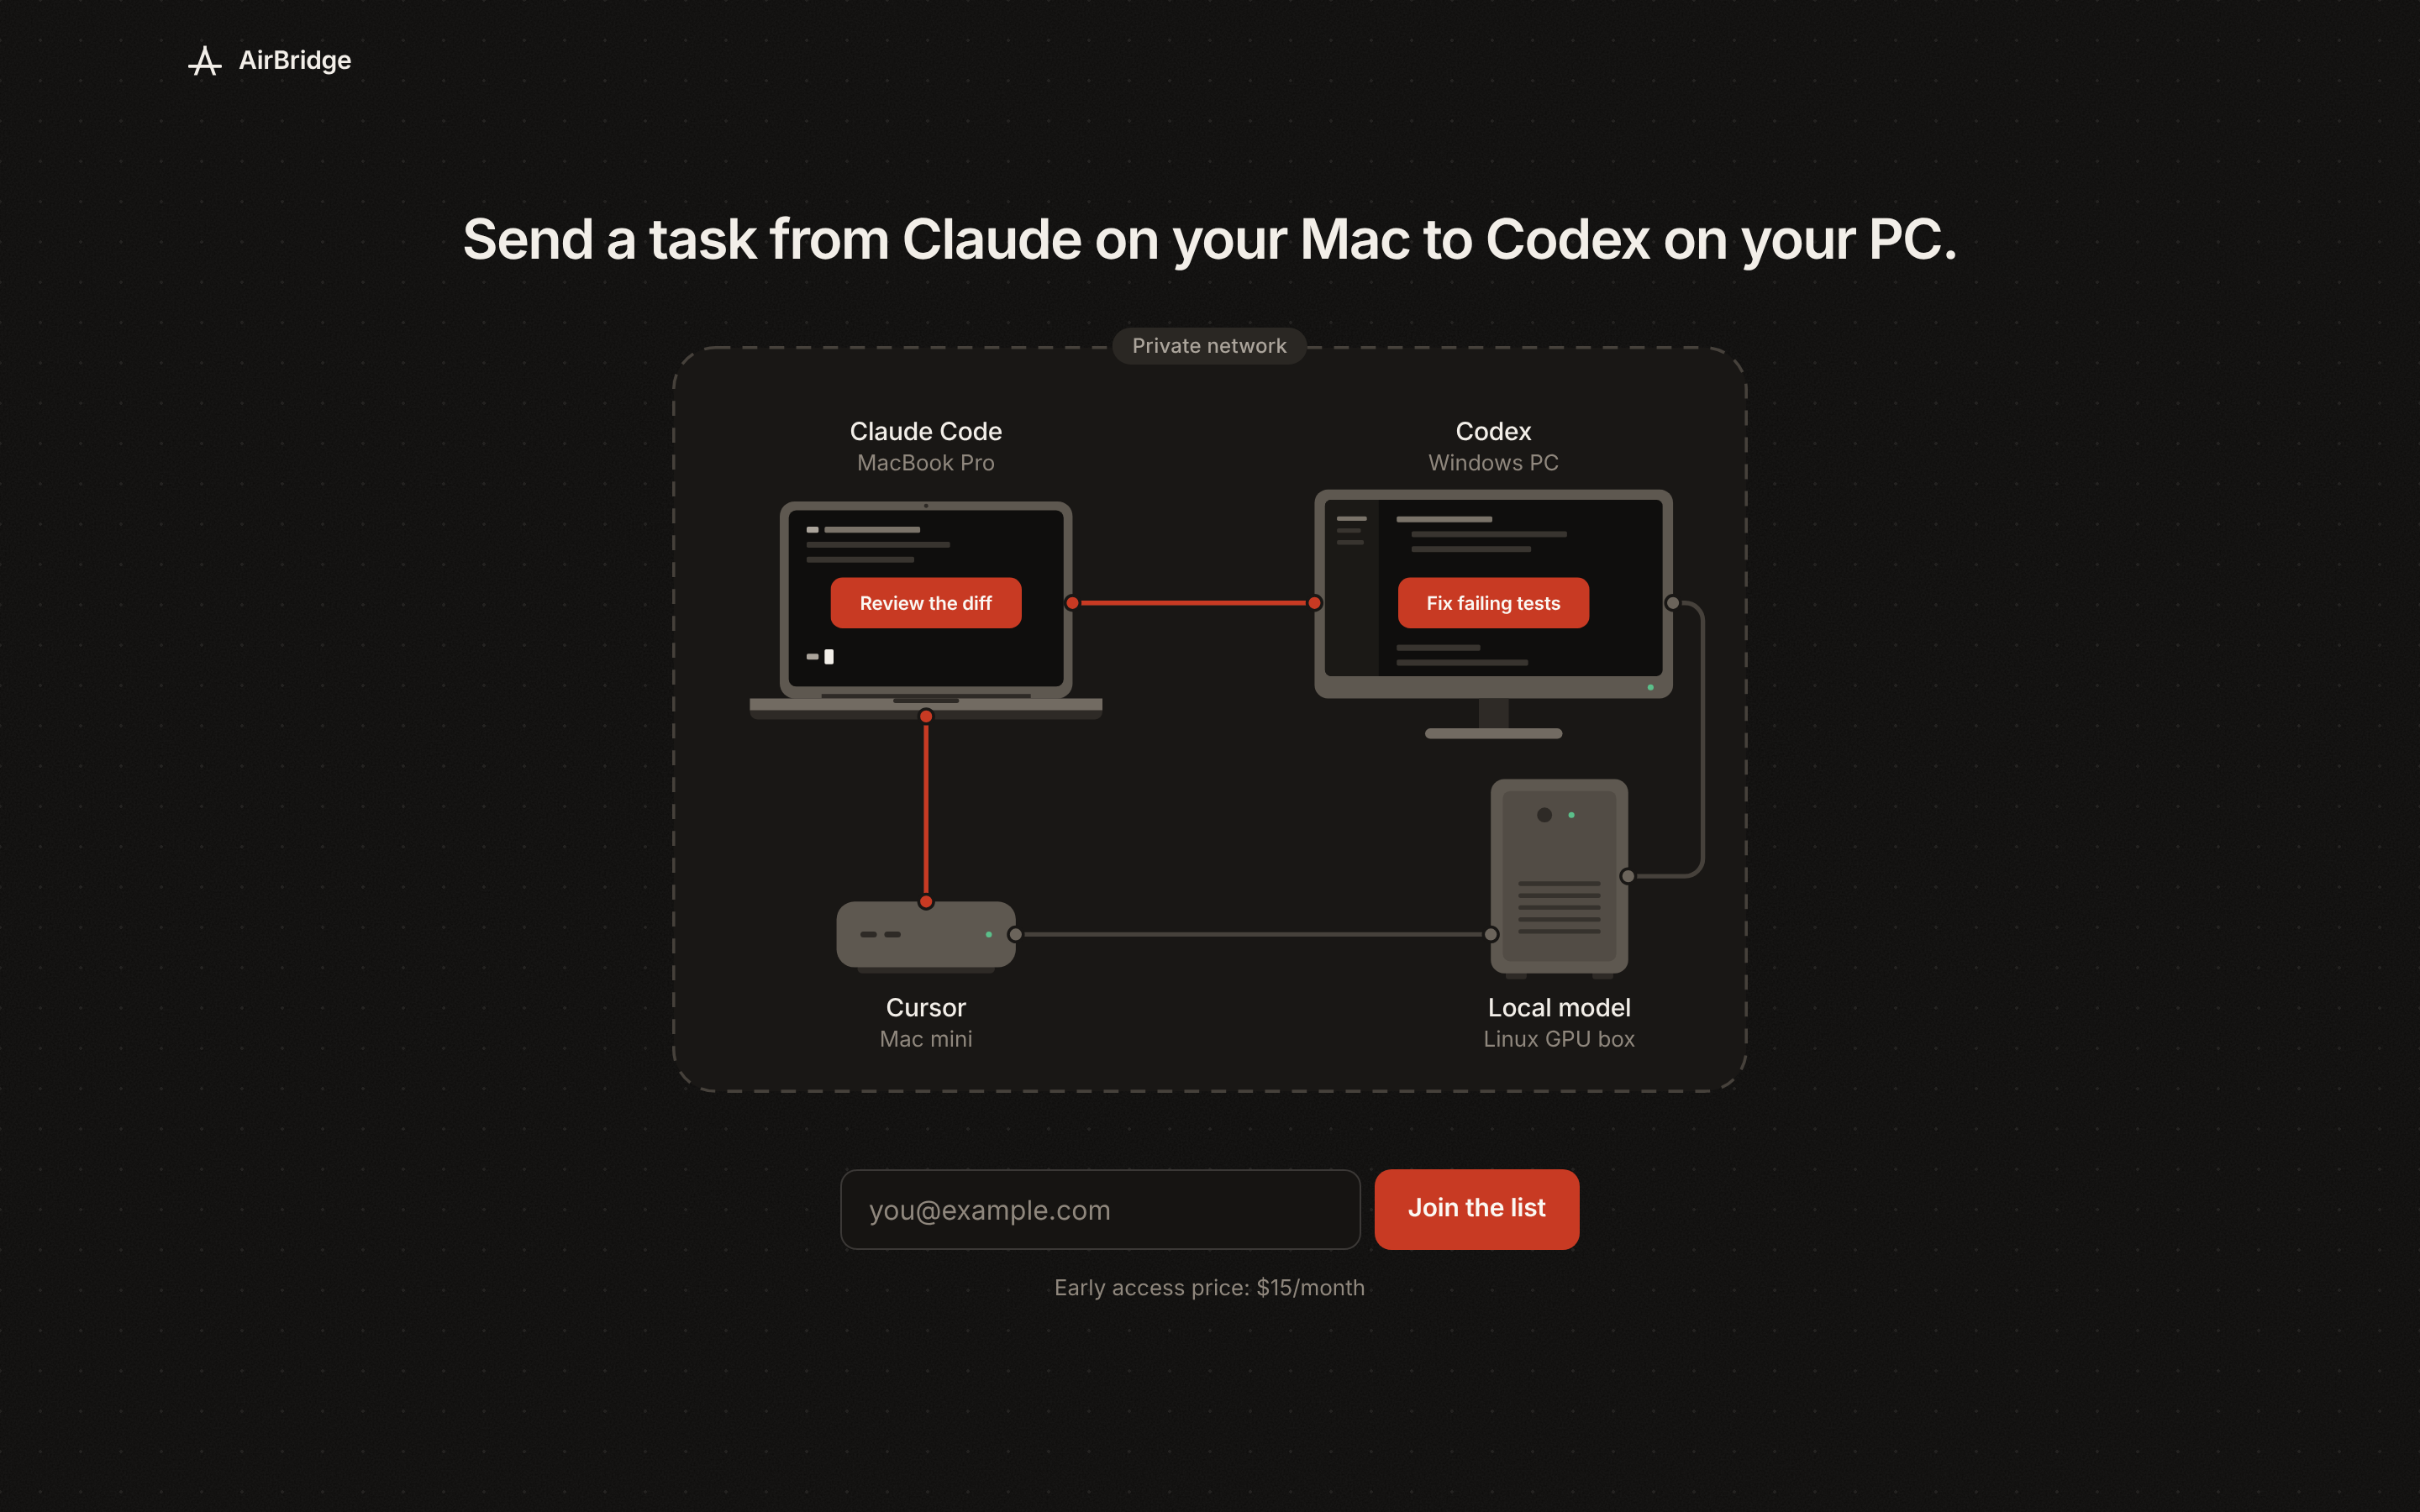 AirBridge
Send a task from Claude on your Mac to Codex on your PC.
Private network
Claude Code
MacBook Pro
Codex
Windows PC
Review the diff
Fix failing tests
Cursor
Mac mini
Local model
Linux GPU box
you@example.com
Join the list
Early access price: $15/month